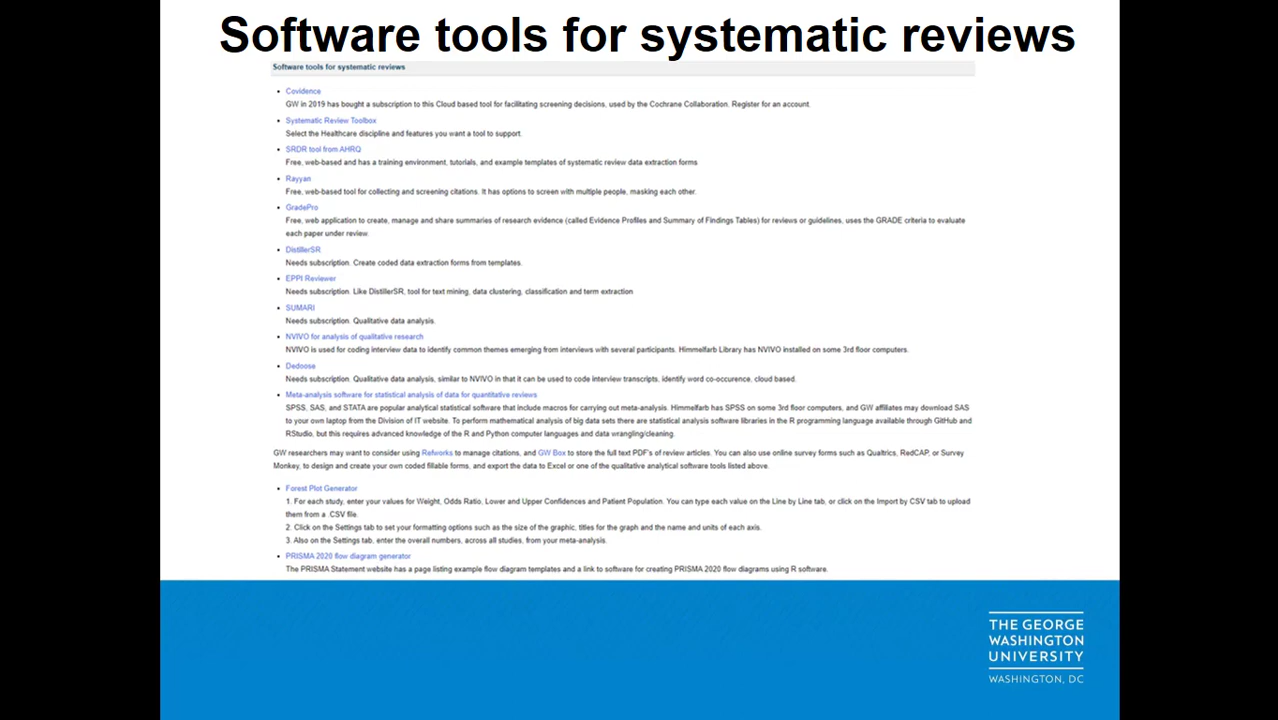 Software tools for systematic reviews
Software tools for systematic reviews
• Covidence
GW in 2019 has bought a subscription to this Cloud based tool for facilitating screening decisions, used by the Cochrane Collaboration. Register for an account.
• Systematic Review Toolbox
Select the Healthcare discipline and features you want a tool to support.
• SRDR tool from AHRQ
Free, web-based and has a training environment, tutorials, and example templates of systematic review data extraction forms
• Rayyan
Free, web-based tool for collecting and screening citations. It has options to screen with multiple people, masking each other.
• GradePro
Free, web application to create, manage and share summaries of research evidence (called Evidence Profiles and Summary of Findings Tables) for reviews or guidelines, uses the GRADE criteria to evaluate
each paper under review.
• DistillerSR
Needs subscription. Create coded data extraction forms from templates.
• EPPI Reviewer
Needs subscription. Like DistillerSR, tool for text mining, data clustering, classification and term extraction
• SUMARI
Needs subscription. Qualitative data analysis.
• NVIVO for analysis of qualitative research
NVIVO is used for coding interview data to identify common themes emerging from interviews with several participants. Himmelfarb Library has NVIVO installed on some 3rd floor computers.
• Dedoose
Needs subscription. Qualitative data analysis, similar to NVIVO in that it can be used to code interview transcripts, identify word co-occurence, cloud based.
• Meta-analysis software for statistical analysis of data for quantitative reviews
SPSS, SAS, and STATA are popular analytical statistical software that include macros for carrying out meta-analysis. Himmelfarb has SPSS on some 3rd floor computers, and GW affiliates may download SAS
to your own laptop from the Division of IT website. To perform mathematical analysis of big data sets there are statistical analysis software libraries in the R programming language available through GitHub and
RStudio, but this requires advanced knowledge of the R and Python computer languages and data wrangling/cleaning.
GW researchers may want to consider using Refworks to manage citations, and GW Box to store the full text PDF's of review articles. You can also use online survey forms such as Qualtrics, RedCAP, or Survey
Monkey, to design and create your own coded fillable forms, and export the data to Excel or one of the qualitative analytical software tools listed above.
• Forest Plot Generator
1. For each study, enter your values for Weight, Odds Ratio, Lower and Upper Confidences and Patient Population. You can type each value on the Line by Line tab, or click on the Import by CSV tab to upload
them from a .CSV file.
2. Click on the Settings tab to set your formatting options such as the size of the graphic, titles for the graph and the name and units of each axis.
3. Also on the Settings tab, enter the overall numbers, across all studies, from your meta-analysis.
• PRISMA 2020 flow diagram generator
The PRISMA Statement website has a page listing example flow diagram templates and a link to software for creating PRISMA 2020 flow diagrams using R software.
THE GEORGE
WASHINGTON
UNIVERSITY
WASHINGTON, DC